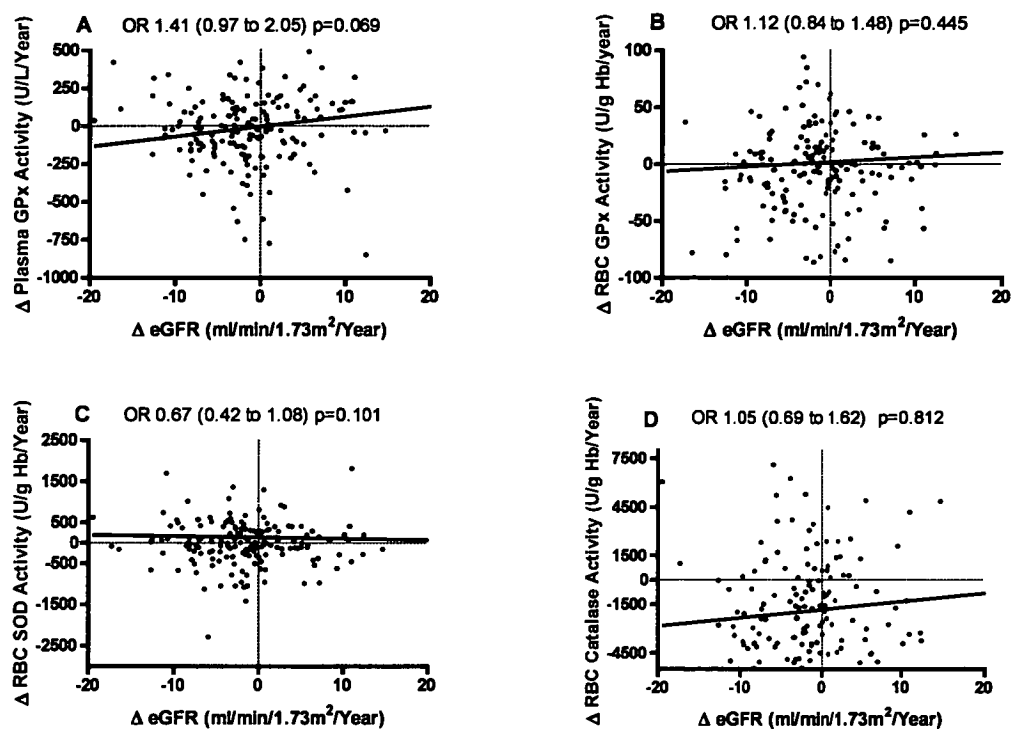 A OR 1.41 (0.97 to 2.05) p=0.069
Δ Plasma GPx Activity (U/L/Year)
500
250
0
-250
-500
-750
-1000
-20 -10 0 10 20
Δ eGFR (ml/min/1.73m²/Year)
B OR 1.12 (0.84 to 1.48) p=0.445
Δ RBC GPx Activity (U/g Hb/year)
100
50
0
-50
-100
-20 -10 0 10 20
Δ eGFR (ml/min/1.73m²/Year)
C OR 0.67 (0.42 to 1.08) p=0.101
Δ RBC SOD Activity (U/g Hb/Year)
2500
1500
500
0
-500
-1500
-2500
-20 -10 0 10 20
Δ eGFR (ml/min/1.73m²/Year)
D OR 1.05 (0.69 to 1.62) p=0.812
Δ RBC Catalase Activity (U/g Hb/Year)
7500
4500
1500
0
-1500
-4500
-20 -10 0 10 20
Δ eGFR (ml/min/1.73m²/Year)